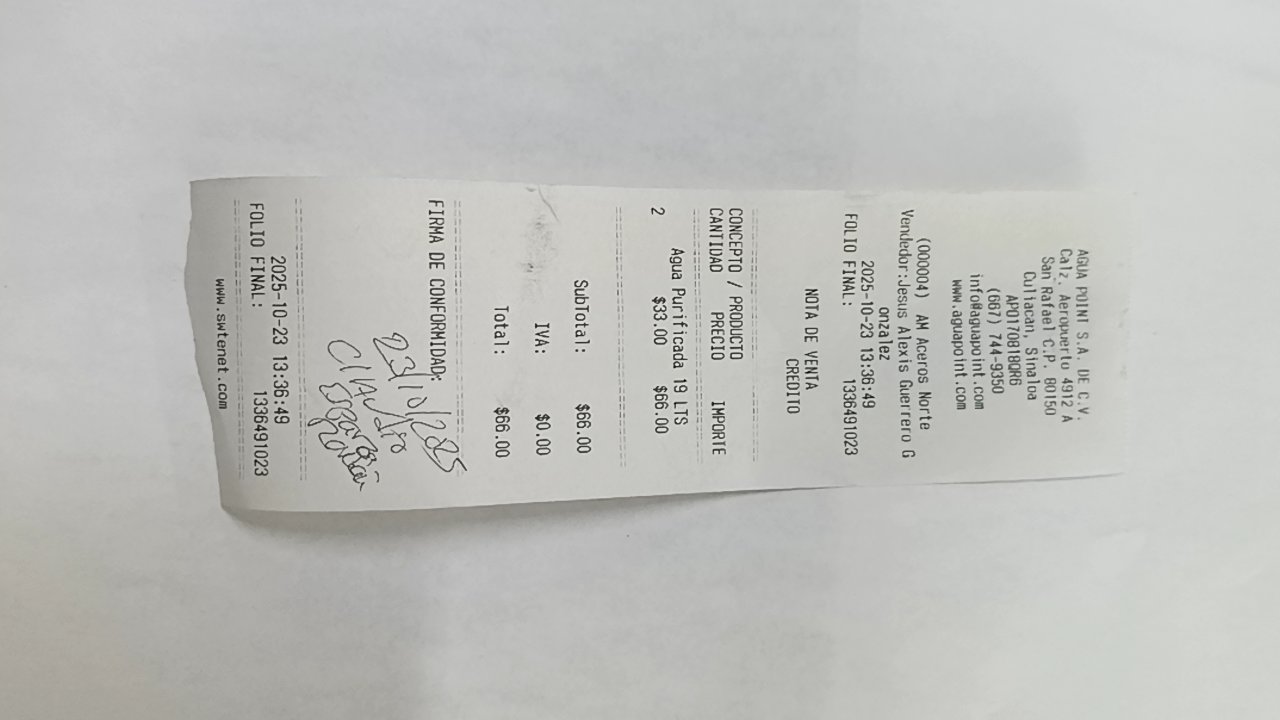 AGUA POINT S.A. DE C.V.
Calz. Aeropuerto 4912 A
San Rafael C.P. 80150
Culiacan, Sinaloa
APO170818QR6
(667) 744-9350
info@aguapoint.com
www.aguapoint.com
(000004) AM Aceros Norte
Vendedor:Jesus Alexis Guerrero G
onzalez
2025-10-23 13:36:49
FOLIO FINAL: 1336491023
NOTA DE VENTA
CREDITO
CONCEPTO / PRODUCTO
CANTIDAD PRECIO IMPORTE
Agua Purificada 19 LTS
2 $33.00 $66.00
SubTotal: $66.00
IVA: $0.00
Total: $66.00
FIRMA DE CONFORMIDAD:
23/10/2025
Claudio
2025-10-23 13:36:49
FOLIO FINAL: 1336491023
www.swtenet.com